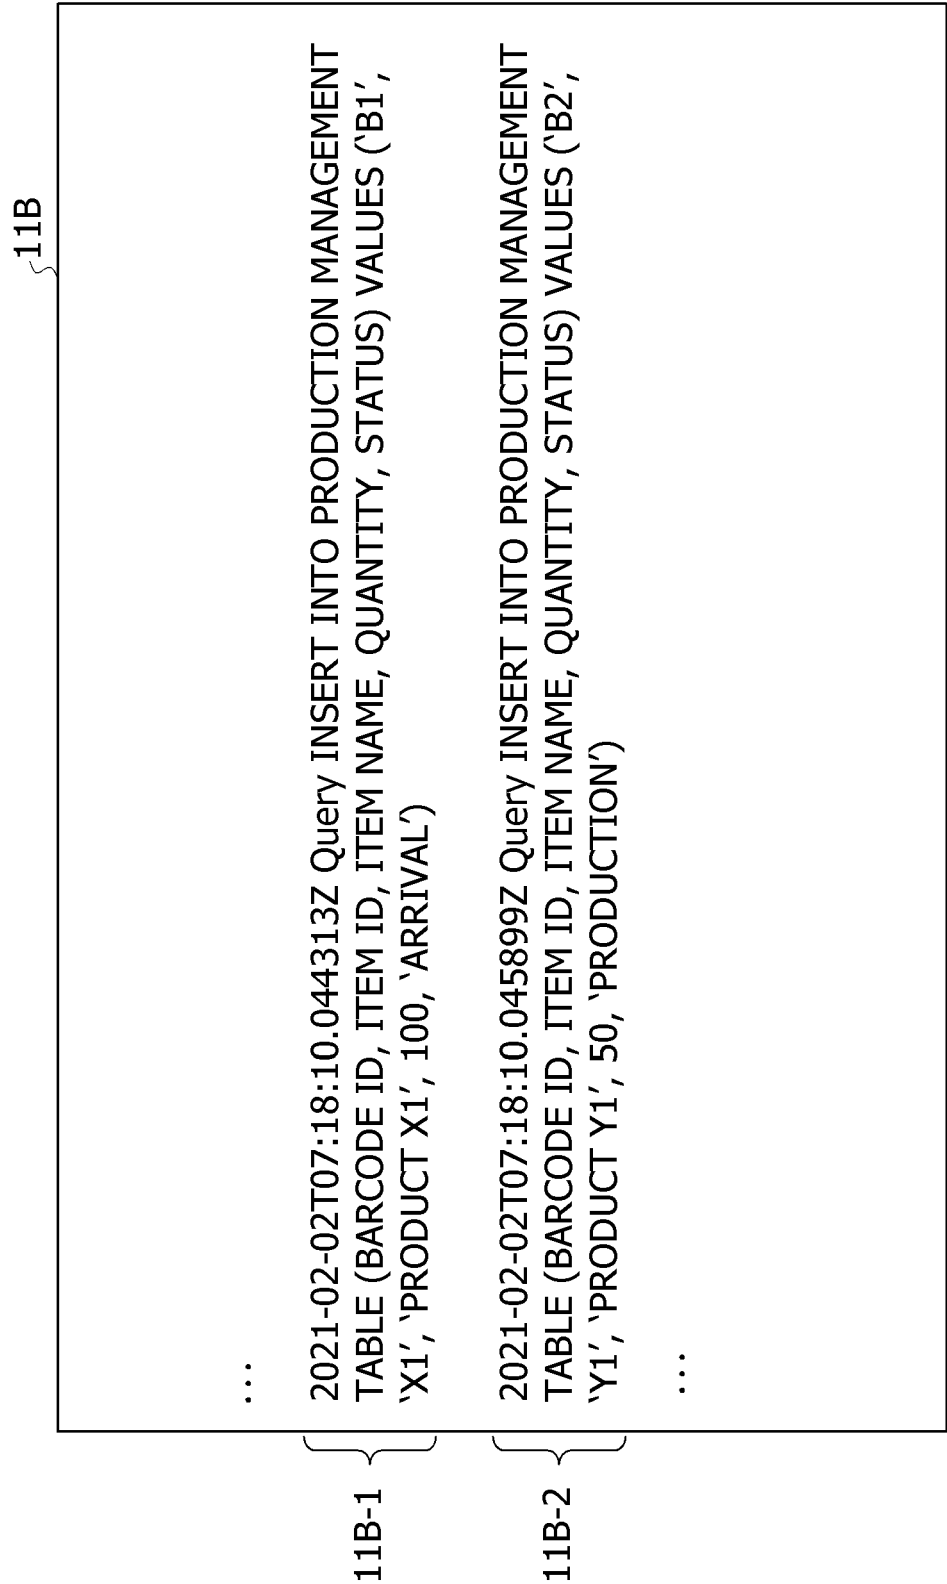 11B
...
11B-1
2021-02-02T07:18:10.044313Z Query INSERT INTO PRODUCTION MANAGEMENT
TABLE (BARCODE ID, ITEM ID, ITEM NAME, QUANTITY, STATUS) VALUES (‘B1’,
‘X1’, ‘PRODUCT X1’, 100, ‘ARRIVAL’)
11B-2
2021-02-02T07:18:10.045899Z Query INSERT INTO PRODUCTION MANAGEMENT
TABLE (BARCODE ID, ITEM ID, ITEM NAME, QUANTITY, STATUS) VALUES (‘B2’,
‘Y1’, ‘PRODUCT Y1’, 50, ‘PRODUCTION’)
...